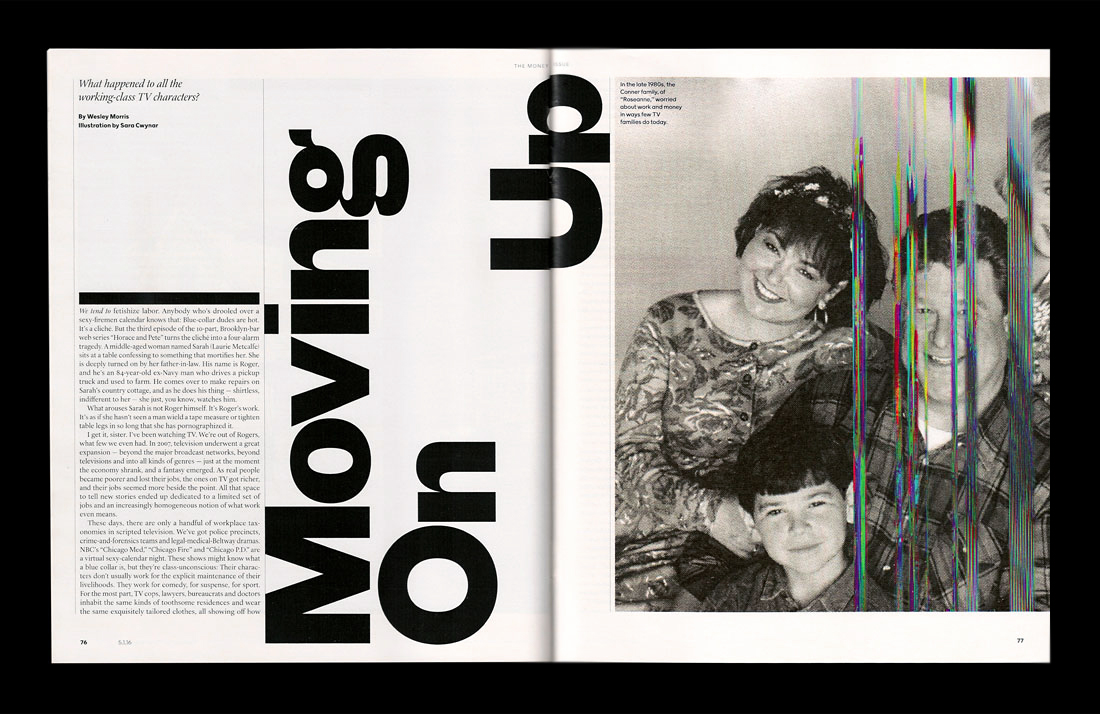 THE MONEY ISSUE
What happened to all the
working-class TV characters?
By Wesley Morris
Illustration by Sara Cwynar
We tend to fetishize labor. Anybody who's drooled over a
sexy-firemen calendar knows that: Blue-collar dudes are hot.
It's a cliché. But the third episode of the 10-part, Brooklyn-bar
web series "Horace and Pete" turns the cliché into a four-alarm
tragedy. A middle-aged woman named Sarah (Laurie Metcalfe)
sits at a table confessing to something that mortifies her. She
is deeply turned on by her father-in-law. His name is Roger,
and he's an 84-year-old ex-Navy man who drives a pickup
truck and used to farm. He comes over to make repairs on
Sarah's country cottage, and as he does his thing — shirtless,
indifferent to her — she just, you know, watches him.
What arouses Sarah is not Roger himself. It's Roger's work.
It's as if she hasn't seen a man wield a tape measure or tighten
table legs in so long that she has pornographized it.
I get it, sister. I've been watching TV. We're out of Rogers,
what few we even had. In 2007, television underwent a great
expansion — beyond the major broadcast networks, beyond
televisions and into all kinds of genres — just at the moment
the economy shrank, and a fantasy emerged. As real people
became poorer and lost their jobs, the ones on TV got richer,
and their jobs seemed more beside the point. All that space
to tell new stories ended up dedicated to a limited set of
jobs and an increasingly homogeneous notion of what work
even means.
These days, there are only a handful of workplace tax-
onomies in scripted television. We've got police precincts,
crime-and-forensics teams and legal-medical-Beltway dramas.
NBC's "Chicago Med," "Chicago Fire" and "Chicago P.D." are
a virtual sexy-calendar night. These shows might know what
a blue collar is, but they're class-unconscious: Their charac-
ters don't usually work for the explicit maintenance of their
livelihoods. They work for comedy, for suspense, for sport.
For the most part, TV cops, lawyers, bureaucrats and doctors
inhabit the same kinds of toothsome residences and wear
the same exquisitely tailored clothes, all showing off how
Moving
On
Up
In the late 1980s, the
Conner family, of
"Roseanne," worried
about work and money
in ways few TV
families do today.
76
5.1.16
77